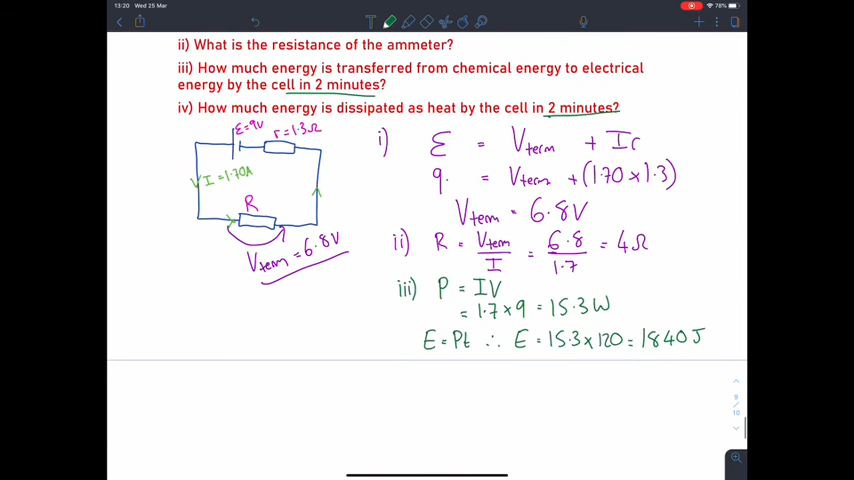 13:20 Wed 25 Mar
78%
ii) What is the resistance of the ammeter?
iii) How much energy is transferred from chemical energy to electrical
energy by the cell in 2 minutes?
iv) How much energy is dissipated as heat by the cell in 2 minutes?
ε=9V
r=1.3Ω
I=1.70A
R
Vterm = 6.8V
i) ε = Vterm + Ir
9. = Vterm + (1.70 x 1.3)
Vterm = 6.8V
ii) R = Vterm / I = 6.8 / 1.7 = 4Ω
iii) P = IV
= 1.7 x 9 = 15.3W
E = Pt ∴ E = 15.3 x 120 = 1840J
9
/
10